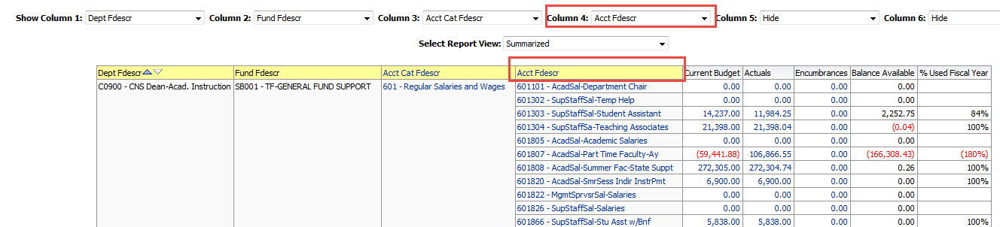 Show Column 1: Dept Fdescr Column 2: Fund Fdescr Column 3: Acct Cat Fdescr Column 4: Acct Fdescr Column 5: Hide Column 6: Hide
Select Report View: Summarized
Dept Fdescr Fund Fdescr Acct Cat Fdescr Acct Fdescr Current Budget Actuals Encumbrances Balance Available % Used Fiscal Year
C0900 - CNS Dean-Acad. Instruction SB001 - TF-GENERAL FUND SUPPORT 601 - Regular Salaries and Wages 601101 - AcadSal-Department Chair 0.00 0.00 0.00 0.00
601302 - SupStaffSal-Temp Help 0.00 0.00 0.00 0.00
601303 - SupStaffSal-Student Assistant 14,237.00 11,984.25 0.00 2,252.75 84%
601304 - SupStaffSa-Teaching Associates 21,398.00 21,398.04 0.00 (0.04) 100%
601805 - AcadSal-Academic Salaries 0.00 0.00 0.00 0.00
601807 - AcadSal-Part Time Faculty-Ay (59,441.88) 106,866.55 0.00 (166,308.43) (180%)
601808 - AcadSal-Summer Fac-State Suppt 272,305.00 272,304.74 0.00 0.26 100%
601820 - AcadSal-SmrSess Indir InstrPmt 6,900.00 6,900.00 0.00 0.00 100%
601822 - MgmtSprvsrSal-Salaries 0.00 0.00 0.00 0.00
601826 - SupStaffSal-Salaries 0.00 0.00 0.00 0.00
601866 - SupStaffSal-Stu Asst w/Bnf 5,838.00 5,838.00 0.00 0.00 100%